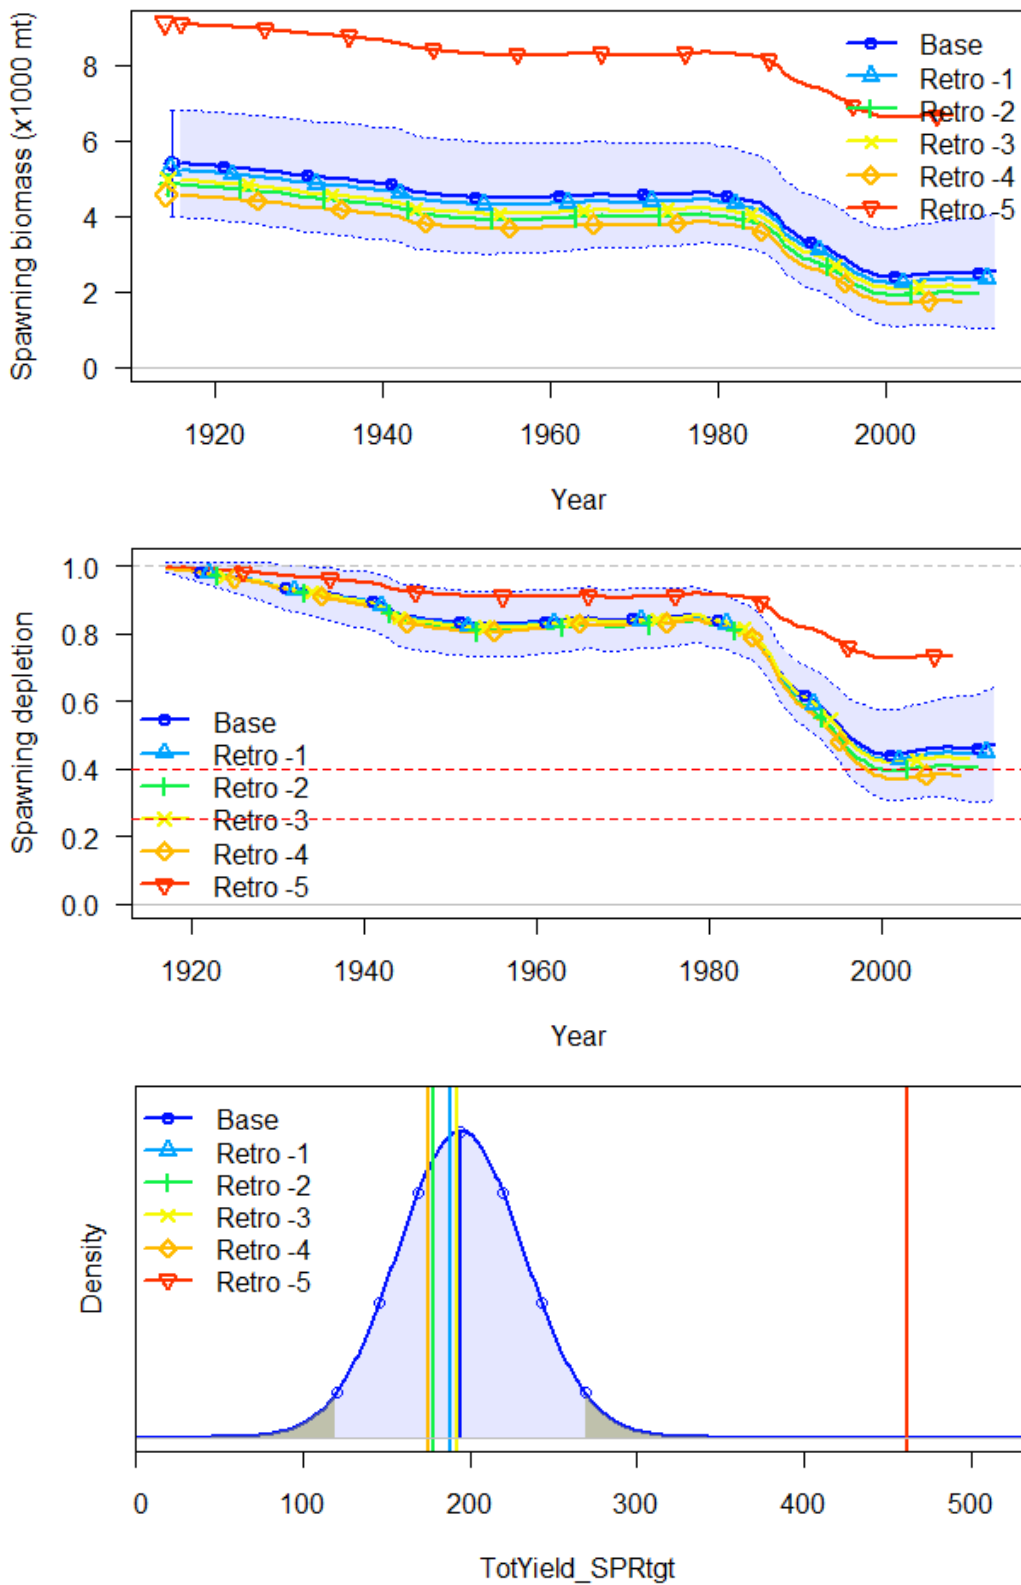 Spawning biomass (x1000 mt)
8
6
4
2
0
Base
Retro -1
Retro -2
Retro -3
Retro -4
Retro -5
1920 1940 1960 1980 2000
Year
Spawning depletion
1.0
0.8
0.6
0.4
0.2
0.0
Base
Retro -1
Retro -2
Retro -3
Retro -4
Retro -5
1920 1940 1960 1980 2000
Year
Density
Base
Retro -1
Retro -2
Retro -3
Retro -4
Retro -5
0 100 200 300 400 500
TotYield_SPRtgt